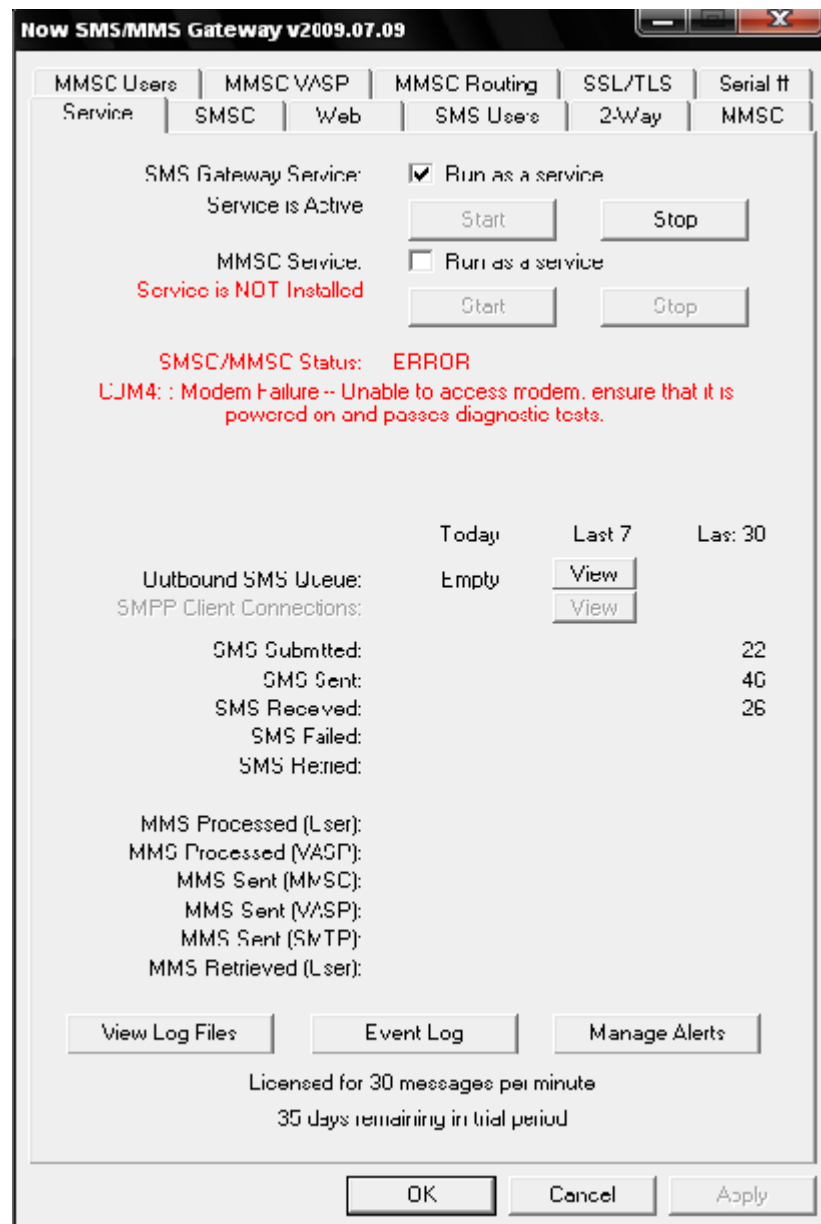 Now SMS/MMS Gateway v2009.07.09
MMSC Users MMSC VASP MMSC Routing SSL/TLS Serial #
Service SMSC Web SMS Users 2-Way MMSC
SMS Gateway Service: Run as a service
Service is Active Start Stop
MMSC Service: Run as a service
Service is NOT Installed Start Stop
SMSC/MMSC Status: ERROR
COM4: : Modem Failure -- Unable to access modem, ensure that it is
powered on and passes diagnostic tests.
Today Last 7 Last 30
Outbound SMS Queue: Empty View
SMPP Client Connections: View
SMS Submitted: 22
SMS Sent: 46
SMS Received: 26
SMS Failed:
SMS Retried:
MMS Processed (User):
MMS Processed (VASP):
MMS Sent (MMSC):
MMS Sent (VASP):
MMS Sent (SMTP):
MMS Retrieved (User):
View Log Files Event Log Manage Alerts
Licensed for 30 messages per minute
35 days remaining in trial period
OK Cancel Apply